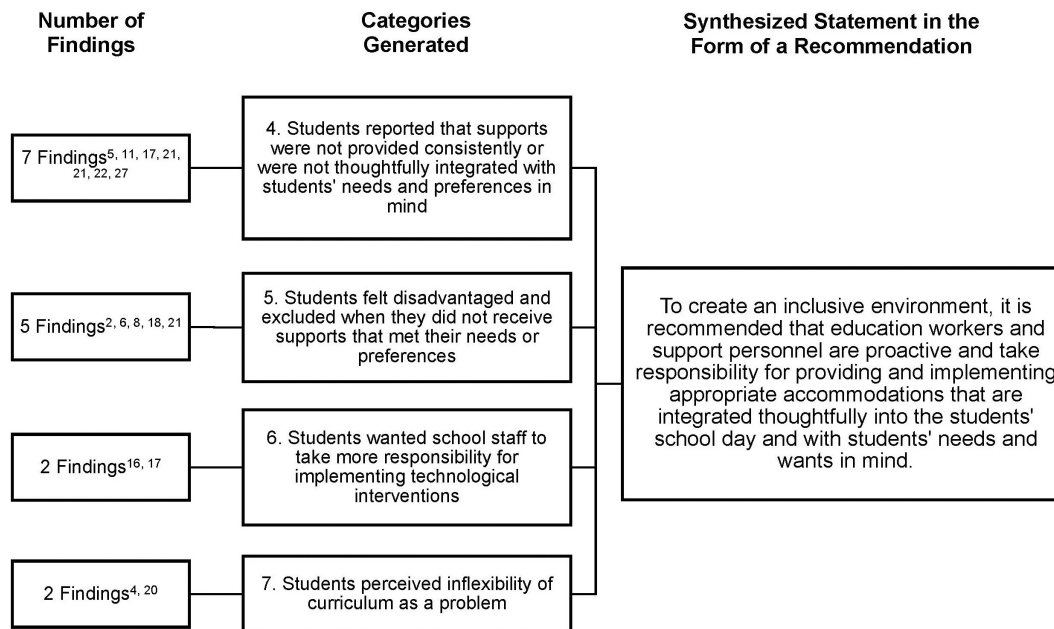 Number of
Findings
Categories
Generated
Synthesized Statement in the
Form of a Recommendation
7 Findings5, 11, 17, 21,
21, 22, 27
4. Students reported that supports
were not provided consistently or
were not thoughtfully integrated with
students' needs and preferences in
mind
5 Findings2, 6, 8, 18, 21
5. Students felt disadvantaged and
excluded when they did not receive
supports that met their needs or
preferences
2 Findings16, 17
6. Students wanted school staff to
take more responsibility for
implementing technological
interventions
2 Findings4, 20
7. Students perceived inflexibility of
curriculum as a problem
To create an inclusive environment, it is
recommended that education workers and
support personnel are proactive and take
responsibility for providing and implementing
appropriate accommodations that are
integrated thoughtfully into the students'
school day and with students' needs and
wants in mind.